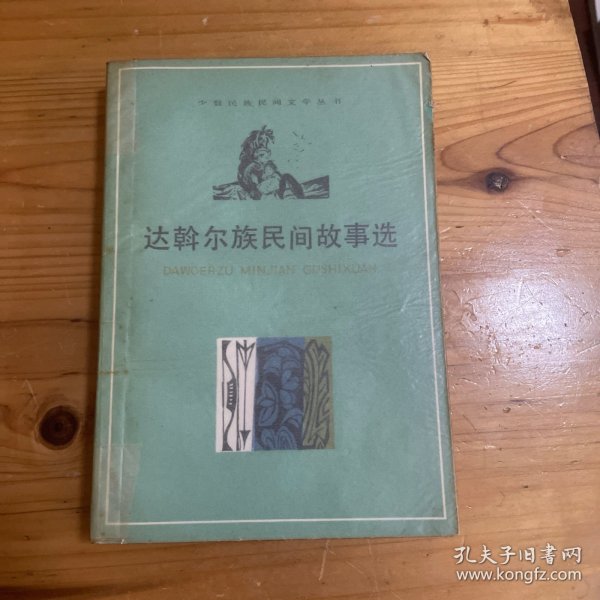 少数民族民间文学丛书
达斡尔族民间故事选
DAWOERZU MINJIAN GUSHIXUAN
孔夫子旧书网
www.kongfz.com